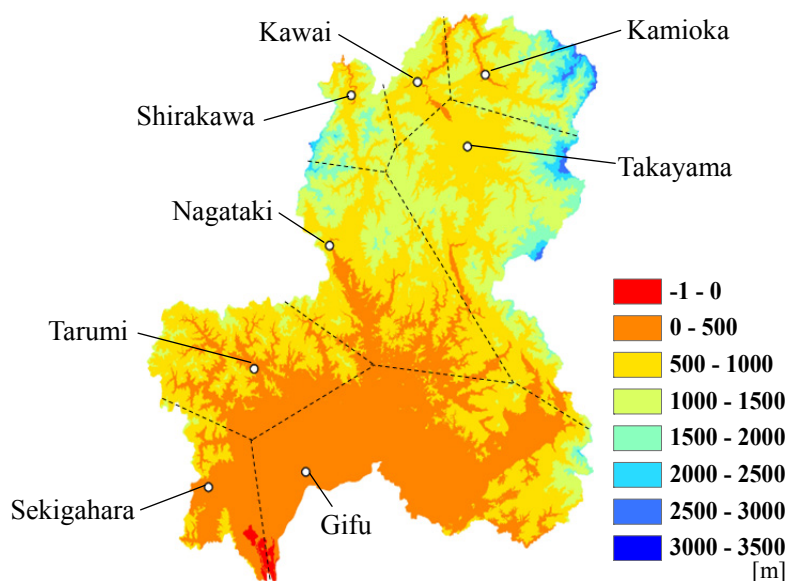 Kawai
Kamioka
Shirakawa
Takayama
Nagataki
Tarumi
Sekigahara
Gifu
-1 - 0
0 - 500
500 - 1000
1000 - 1500
1500 - 2000
2000 - 2500
2500 - 3000
3000 - 3500
[m]